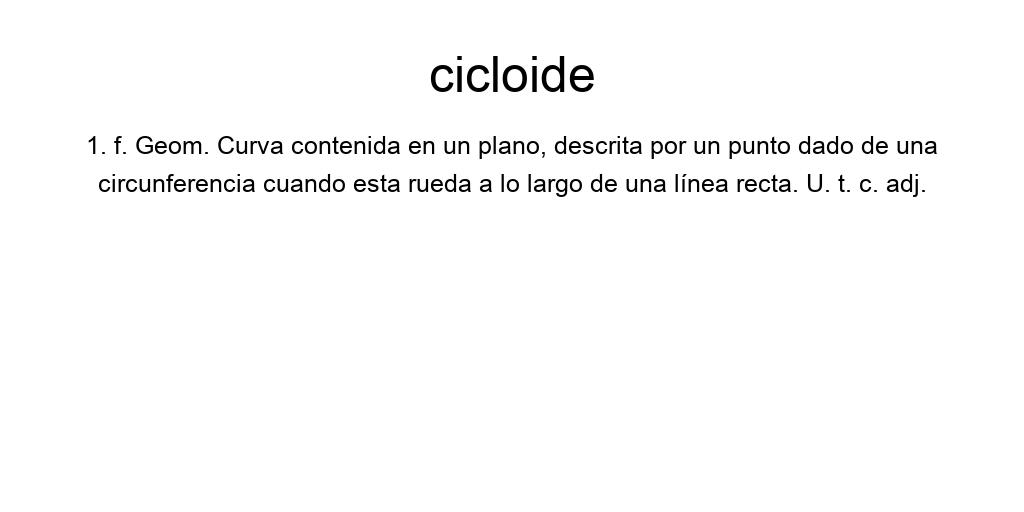 cicloide
1. f. Geom. Curva contenida en un plano, descrita por un punto dado de una
circunferencia cuando esta rueda a lo largo de una línea recta. U. t. c. adj.